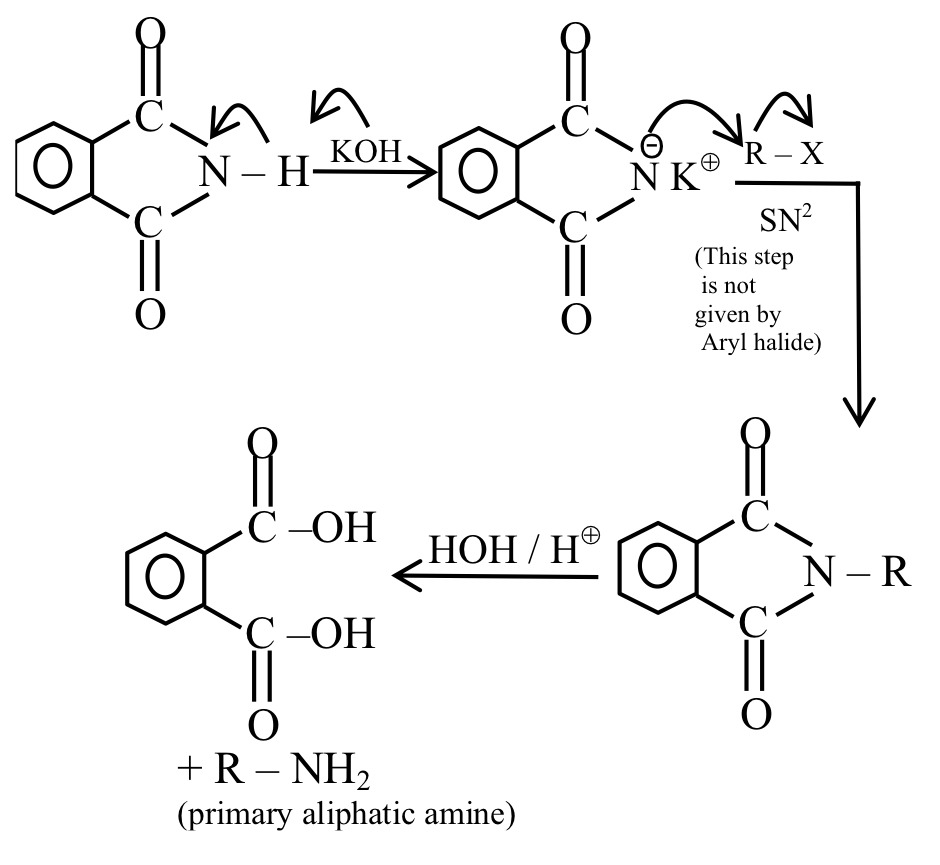 O
C
N – H
C
O
KOH
O
C
⊖
N K⊕
C
O
R – X
SN²
(This step
is not
given by
Aryl halide)
O
C
N – R
C
O
HOH / H⊕
O
C –OH
C –OH
O
+ R – NH₂
(primary aliphatic amine)